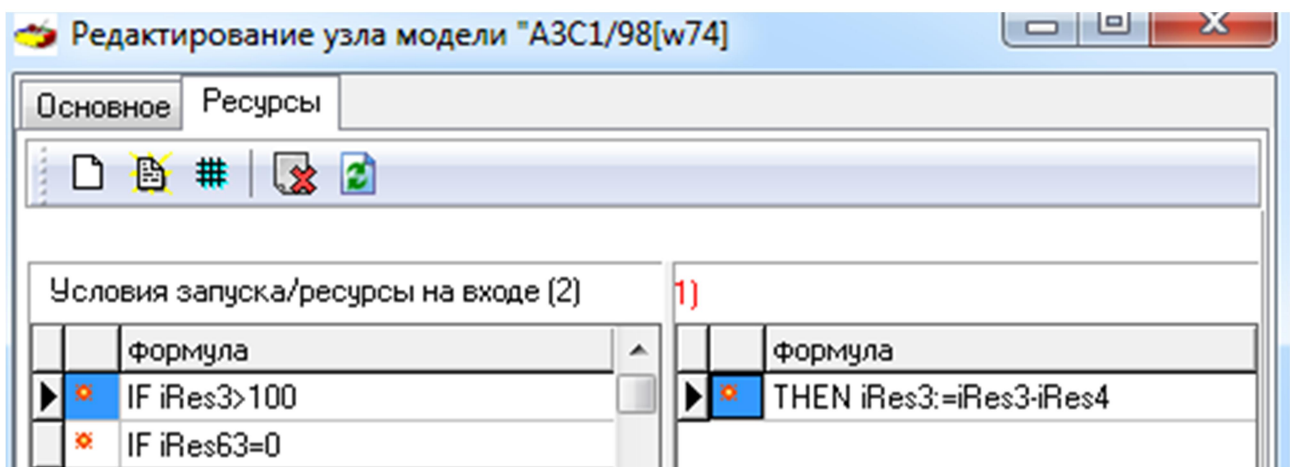 Редактирование узла модели "АЗС1/98[w74]
Основное Ресурсы
Условия запуска/ресурсы на входе (2) 1)
формула формула
IF iRes3>100 THEN iRes3:=iRes3-iRes4
IF iRes63=0